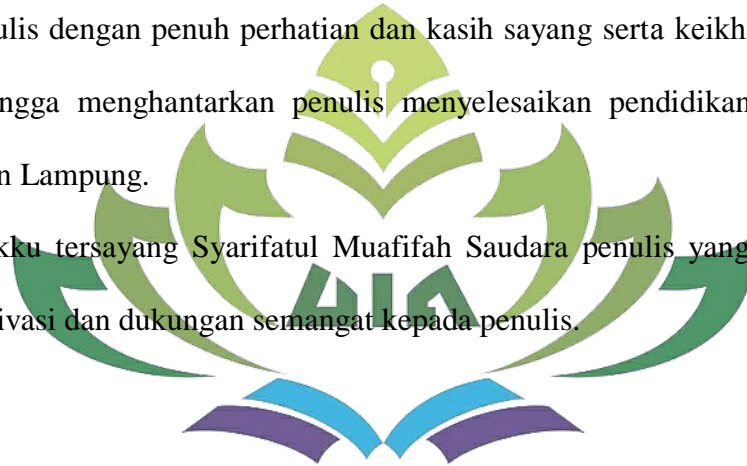 ulis dengan penuh perhatian dan kasih sayang serta keikh
ngga menghantarkan penulis menyelesaikan pendidikan
n Lampung.
kku tersayang Syarifatul Muafifah Saudara penulis yang
UIN
ivasi dan dukungan semangat kepada penulis.